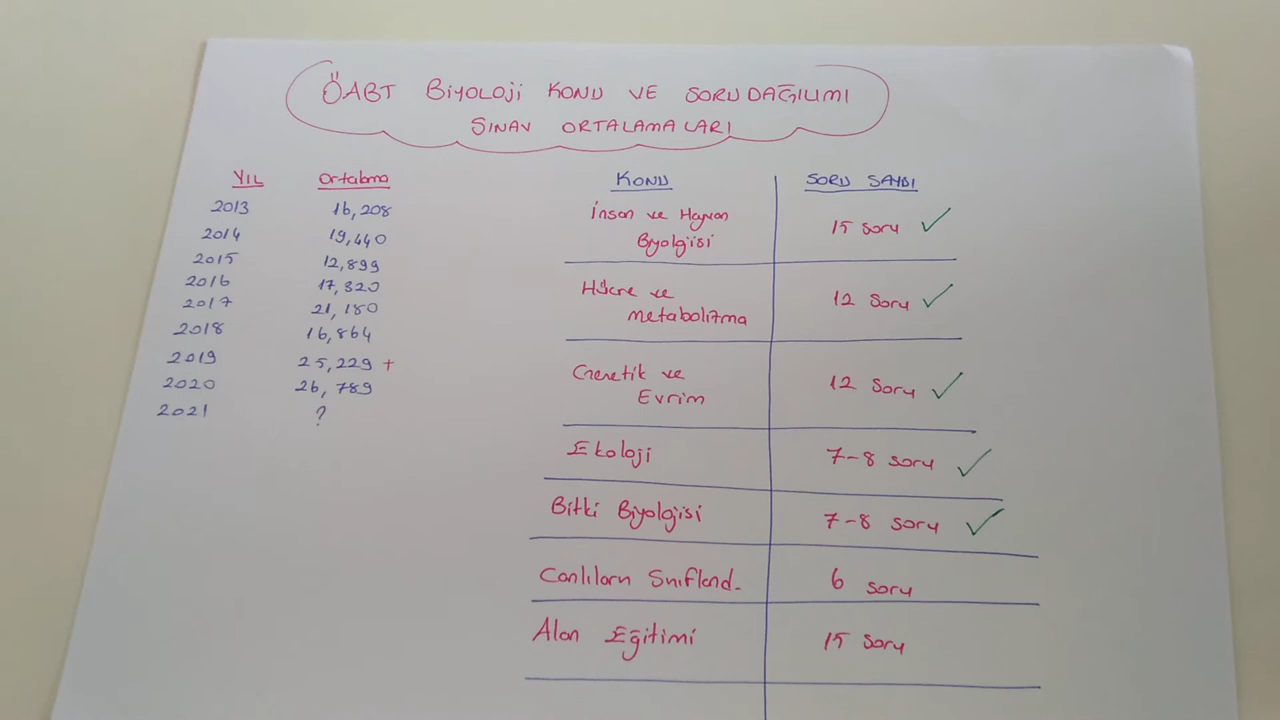 ÖABT BİYOLOJİ KONU VE SORU DAĞILIMI
SINAV ORTALAMALARI
YIL Ortalama
2013 16,208
2014 19,440
2015 12,899
2016 17,320
2017 21,180
2018 16,864
2019 25,229 +
2020 26,789
2021 ?
KONU SORU SAYISI
İnsan ve Hayvan
Biyolojisi 15 soru ✓
Hücre ve
metabolizma 12 soru ✓
Genetik ve
Evrim 12 soru ✓
Ekoloji 7-8 soru ✓
Bitki Biyolojisi 7-8 soru ✓
Canlıların Sınıfland. 6 soru
Alan Eğitimi 15 soru